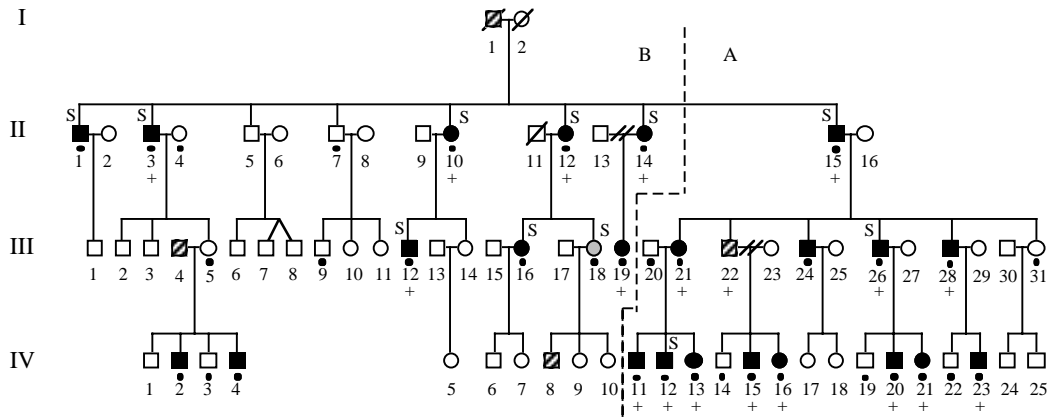 I
1 2
B A
S S S S S S
II
1 2 3 4 5 6 7 8 9 10 11 12 13 14 15 16
+ + + + +
S S S S
III
1 2 3 4 5 6 7 8 9 10 11 12 13 14 15 16 17 18 19 20 21 22 23 24 25 26 27 28 29 30 31
+ + + + + + +
S
IV
1 2 3 4 5 6 7 8 9 10 11 12 13 14 15 16 17 18 19 20 21 22 23 24 25
+ + + + + + + +